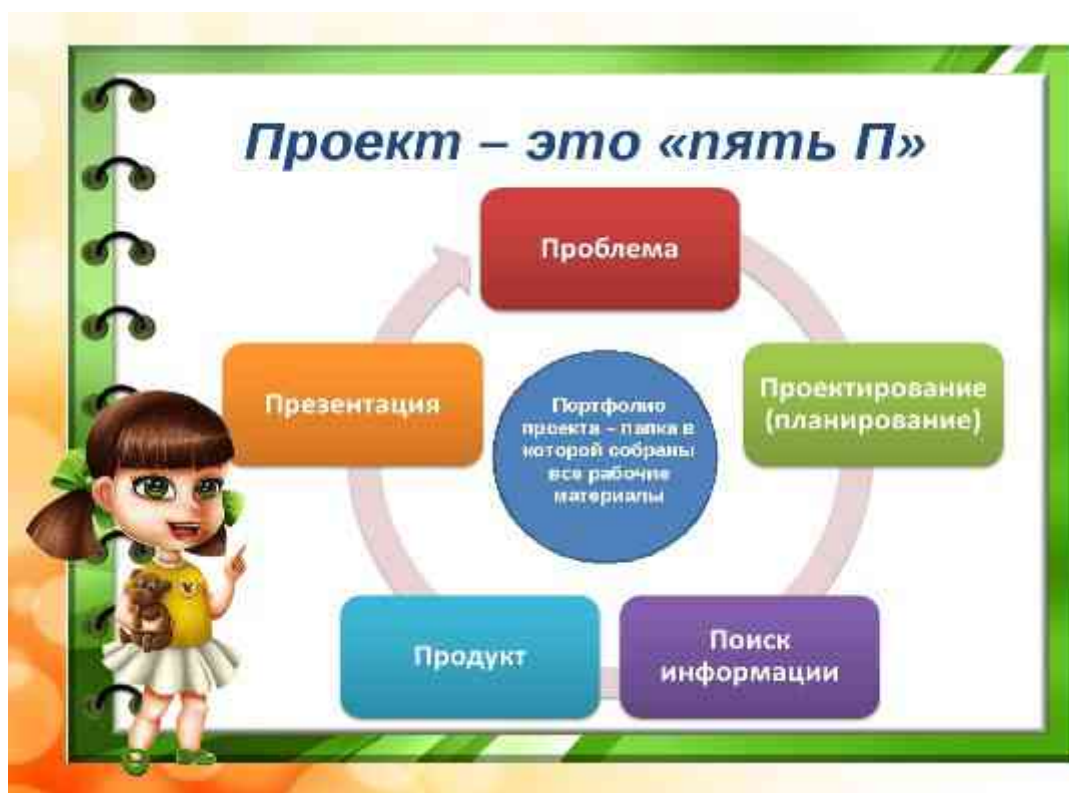 Проект – это «пять П»
Проблема
Проектирование
(планирование)
Поиск
информации
Продукт
Презентация
Портфолио
проекта – папка в
которой собраны
все рабочие
материалы